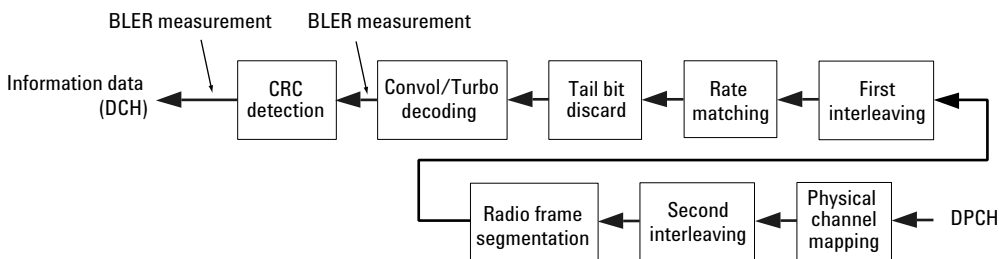 BLER measurement
BLER measurement
Information data
(DCH)
CRC
detection
Convol/Turbo
decoding
Tail bit
discard
Rate
matching
First
interleaving
Radio frame
segmentation
Second
interleaving
Physical
channel
mapping
DPCH